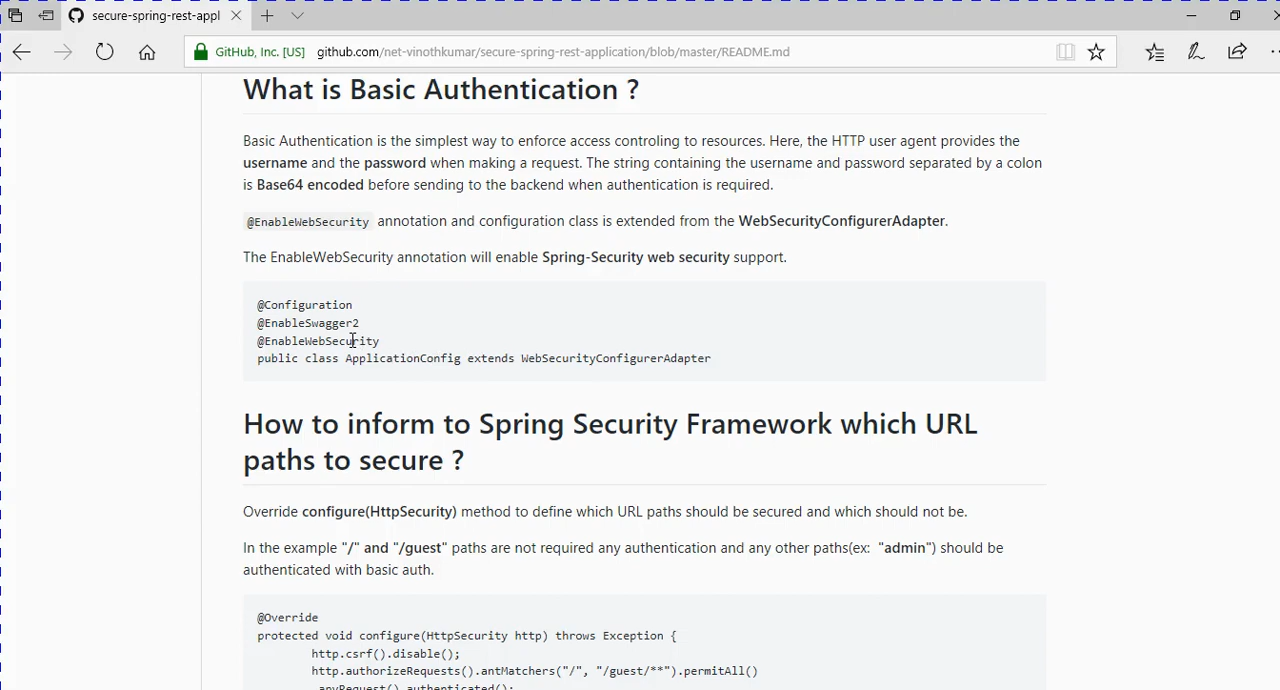 secure-spring-rest-appl
GitHub, Inc. [US] github.com/net-vinothkumar/secure-spring-rest-application/blob/master/README.md
What is Basic Authentication ?
Basic Authentication is the simplest way to enforce access controling to resources. Here, the HTTP user agent provides the
username and the password when making a request. The string containing the username and password separated by a colon
is Base64 encoded before sending to the backend when authentication is required.
@EnableWebSecurity annotation and configuration class is extended from the WebSecurityConfigurerAdapter.
The EnableWebSecurity annotation will enable Spring-Security web security support.
@Configuration
@EnableSwagger2
@EnableWebSecurity
public class ApplicationConfig extends WebSecurityConfigurerAdapter
How to inform to Spring Security Framework which URL
paths to secure ?
Override configure(HttpSecurity) method to define which URL paths should be secured and which should not be.
In the example "/" and "/guest" paths are not required any authentication and any other paths(ex: "admin") should be
authenticated with basic auth.
@Override
protected void configure(HttpSecurity http) throws Exception {
http.csrf().disable();
http.authorizeRequests().antMatchers("/", "/guest/**").permitAll()
.anyRequest().authenticated();